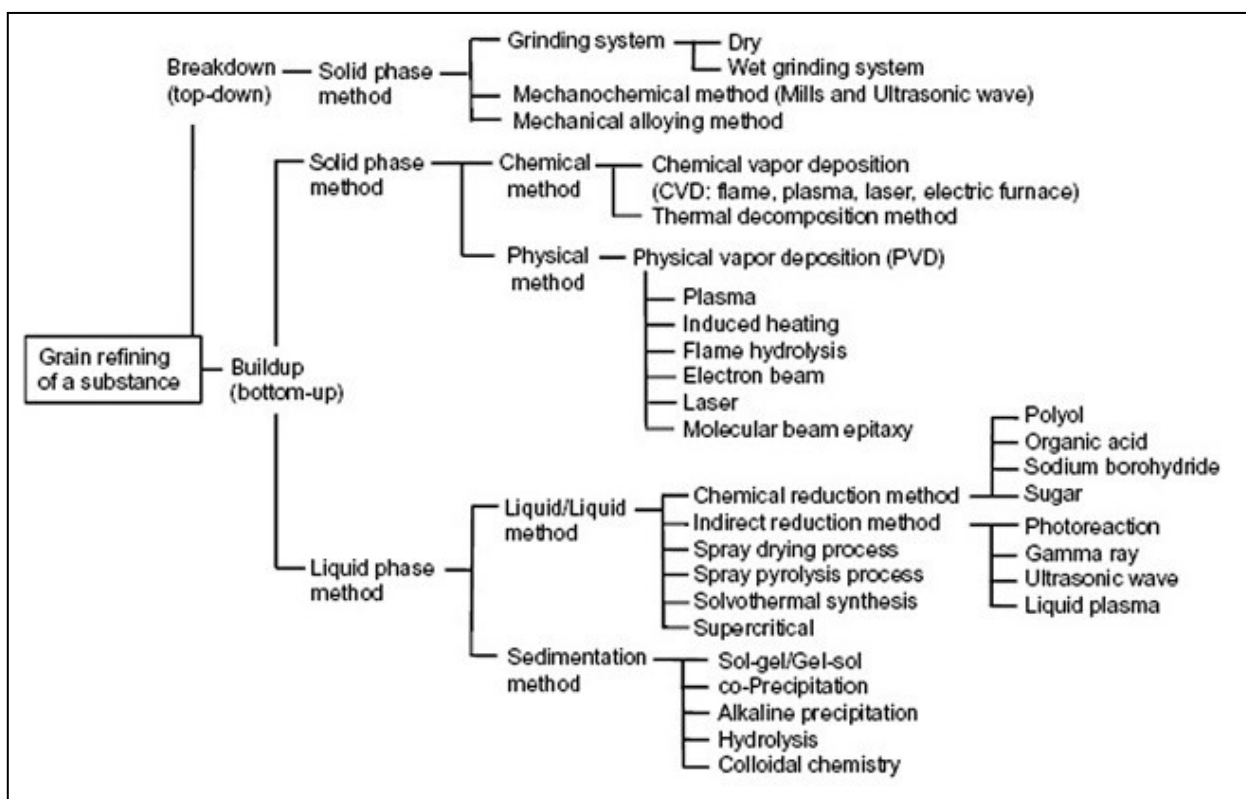 Grinding system
Dry
Wet grinding system
Breakdown
(top-down)
Solid phase
method
Mechanochemical method (Mills and Ultrasonic wave)
Mechanical alloying method
Solid phase
method
Chemical
method
Chemical vapor deposition
(CVD: flame, plasma, laser, electric furnace)
Thermal decomposition method
Physical
method
Physical vapor deposition (PVD)
Plasma
Induced heating
Flame hydrolysis
Electron beam
Laser
Molecular beam epitaxy
Grain refining
of a substance
Buildup
(bottom-up)
Liquid phase
method
Liquid/Liquid
method
Chemical reduction method
Polyol
Organic acid
Sodium borohydride
Sugar
Indirect reduction method
Photoreaction
Gamma ray
Ultrasonic wave
Liquid plasma
Spray drying process
Spray pyrolysis process
Solvothermal synthesis
Supercritical
Sedimentation
method
Sol-gel/Gel-sol
co-Precipitation
Alkaline precipitation
Hydrolysis
Colloidal chemistry